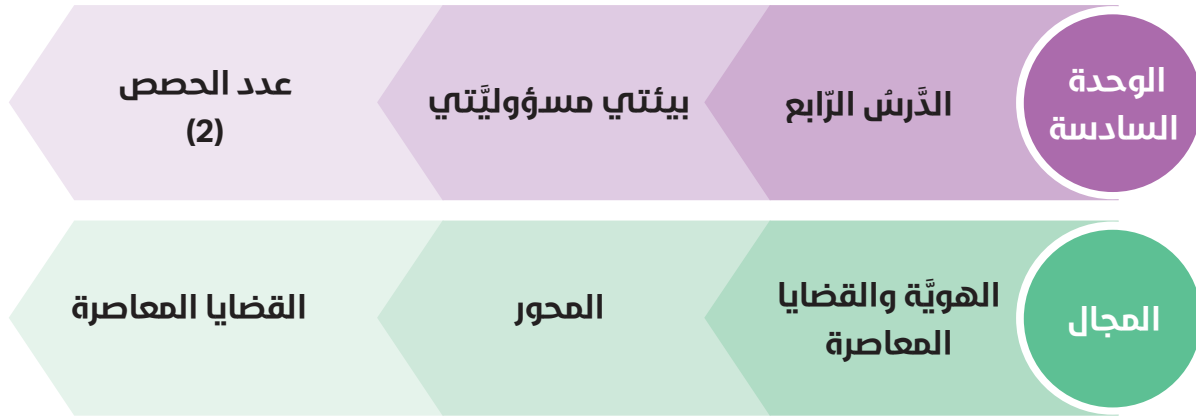 الوحدة
السادسة
الدَّرسُ الرّابع
بيئتي مسؤوليَّتي
عدد الحصص
(2)
المجال
الهويَّة والقضايا
المعاصرة
المحور
القضايا المعاصرة